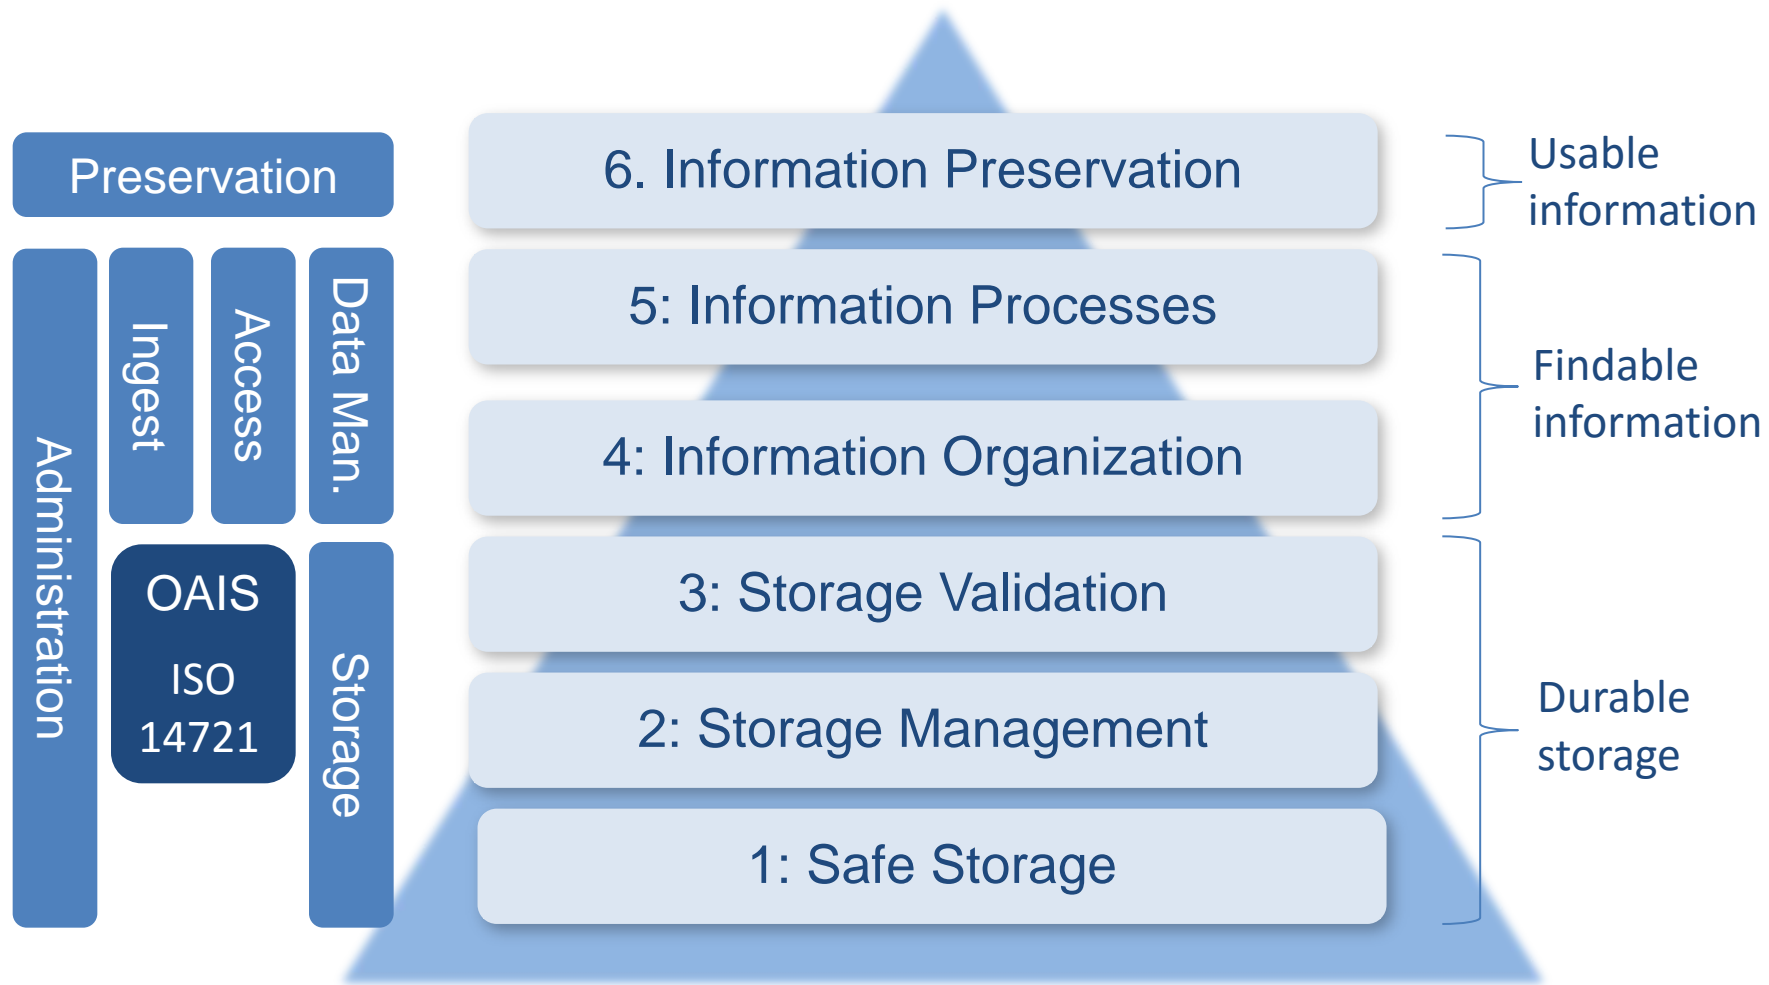 Preservation
Administration
Ingest
Access
Data Man.
OAIS
ISO
14721
Storage
6. Information Preservation
5: Information Processes
4: Information Organization
3: Storage Validation
2: Storage Management
1: Safe Storage
Usable
information
Findable
information
Durable
storage